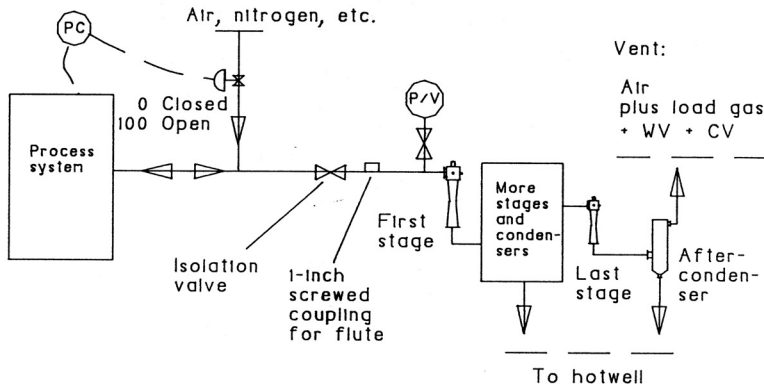 PC
Air, nitrogen, etc.
Vent:
Air
plus load gas
+ WV + CV
P/V
0 Closed
100 Open
Process
system
More
stages
and
conden-
sers
First
stage
Isolation
valve
1-inch
screwed
coupling
for flute
Last
stage
After-
conden-
ser
To hotwell